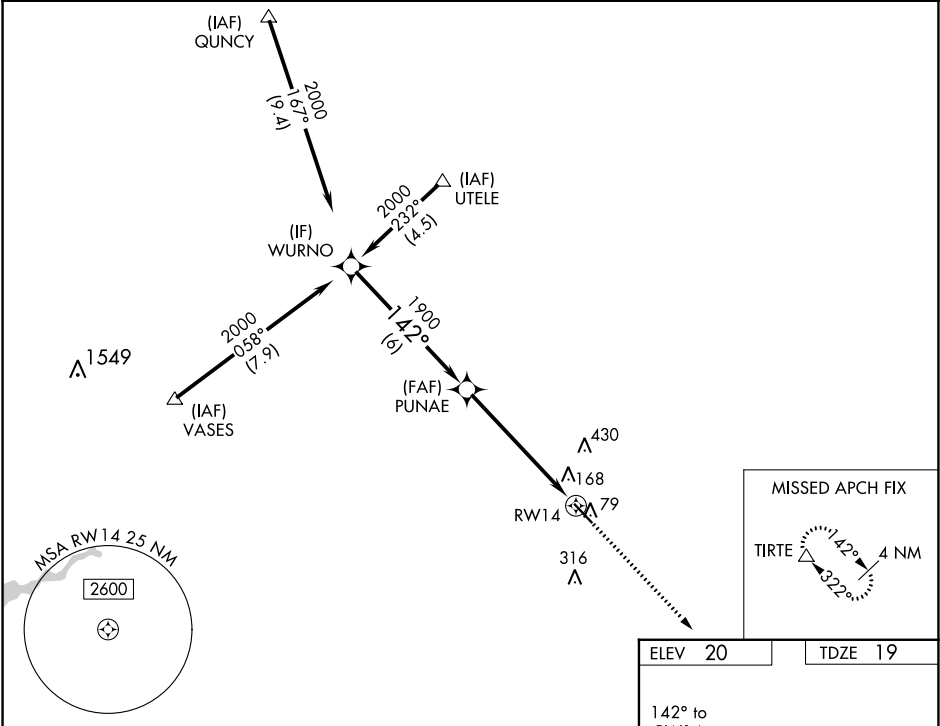 (IAF)
QUNCY
2000
167°
(9.4)
(IAF)
UTELE
2000
232°
(4.5)
(IF)
WURNO
1900
142°
(6)
2000
058°
(7.9)
1549
(IAF)
VASES
(FAF)
PUNAE
430
168
79
RW14
316
MISSED APCH FIX
TIRTE
142°
4 NM
322°
MSA RW14 25 NM
2600
ELEV 20
TDZE 19
142° to